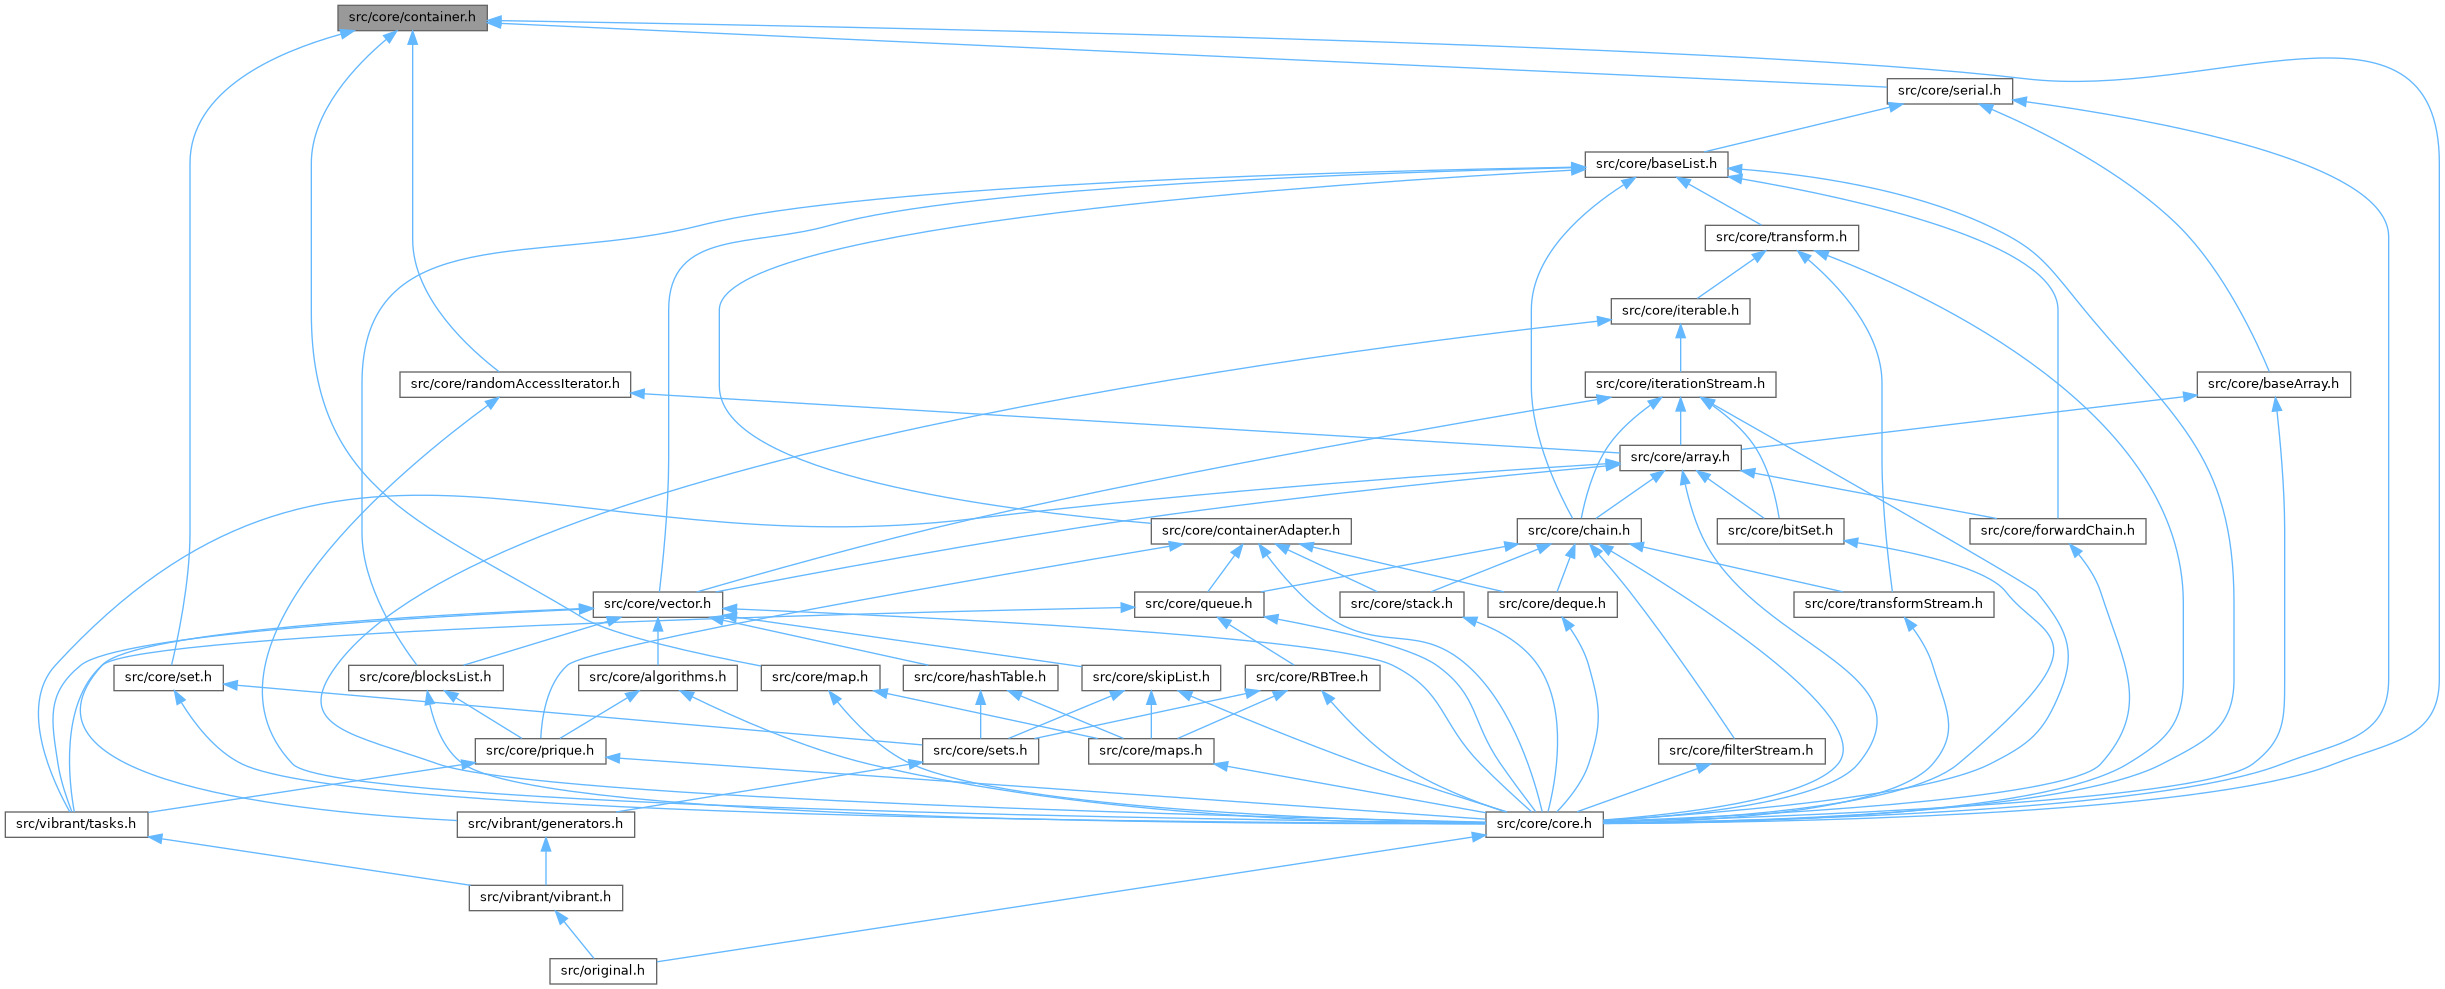 src/core/container.h
src/core/serial.h
src/core/baseList.h
src/core/transform.h
src/core/iterable.h
src/core/randomAccessIterator.h
src/core/iterationStream.h
src/core/baseArray.h
src/core/array.h
src/core/containerAdapter.h
src/core/chain.h
src/core/bitSet.h
src/core/forwardChain.h
src/core/vector.h
src/core/queue.h
src/core/stack.h
src/core/deque.h
src/core/transformStream.h
src/core/set.h
src/core/blocksList.h
src/core/algorithms.h
src/core/map.h
src/core/hashTable.h
src/core/skipList.h
src/core/RBTree.h
src/core/prique.h
src/core/sets.h
src/core/maps.h
src/core/filterStream.h
src/vibrant/tasks.h
src/vibrant/generators.h
src/core/core.h
src/vibrant/vibrant.h
src/original.h